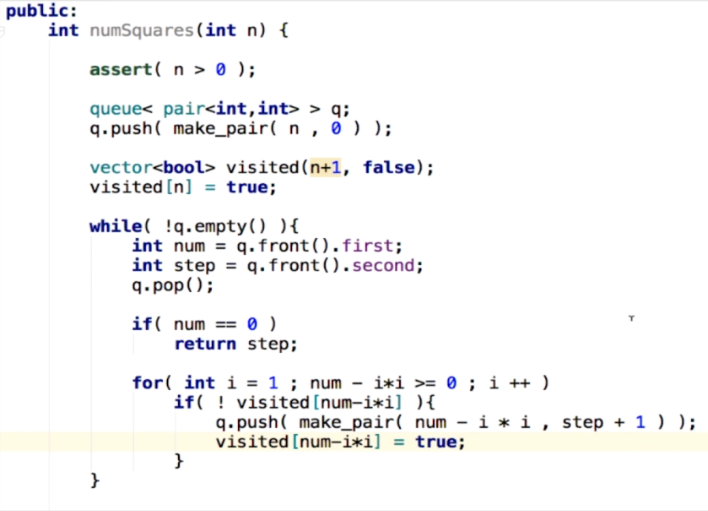 public:
    int numSquares(int n) {

        assert( n > 0 );

        queue< pair<int,int> > q;
        q.push( make_pair( n , 0 ) );

        vector<bool> visited(n+1, false);
        visited[n] = true;

        while( !q.empty() ){
            int num = q.front().first;
            int step = q.front().second;
            q.pop();

            if( num == 0 )
                return step;

            for( int i = 1 ; num - i*i >= 0 ; i ++ )
                if( ! visited[num-i*i] ){
                    q.push( make_pair( num - i * i , step + 1 ) );
                    visited[num-i*i] = true;
                }
        }